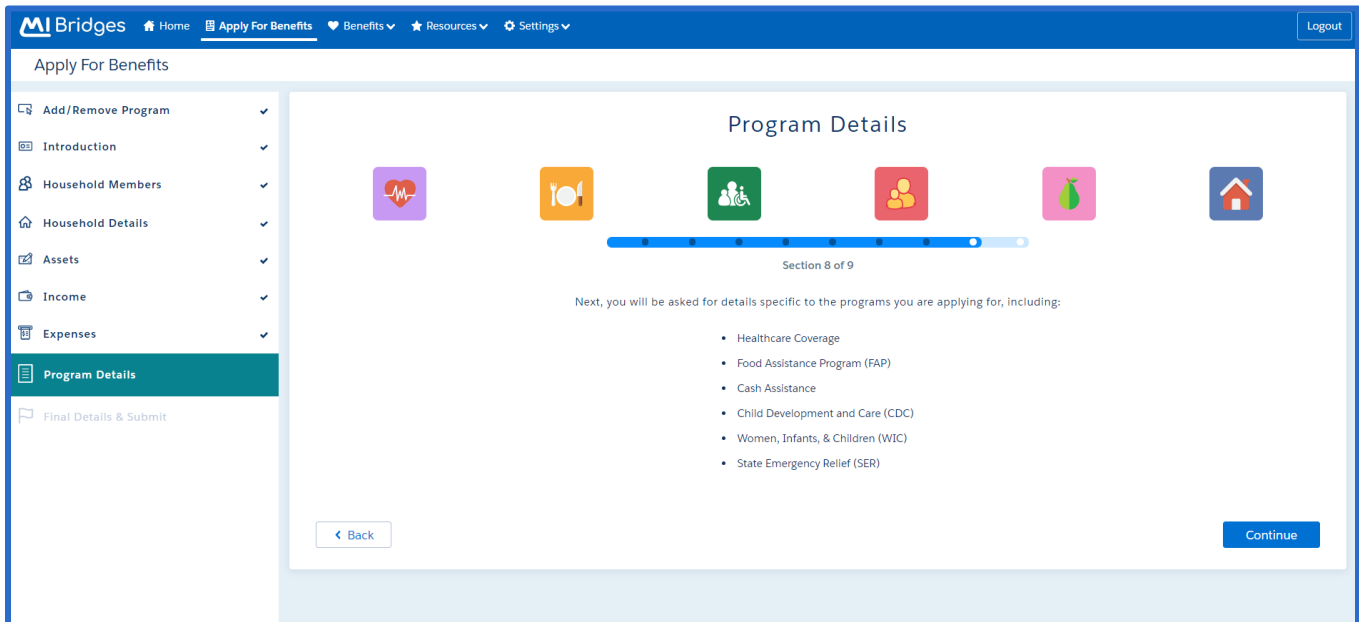 MI Bridges Home Apply For Benefits Benefits Resources Settings Logout
Apply For Benefits
Add/Remove Program
Introduction
Household Members
Household Details
Assets
Income
Expenses
Program Details
Final Details & Submit
Program Details
Section 8 of 9
Next, you will be asked for details specific to the programs you are applying for, including:
• Healthcare Coverage
• Food Assistance Program (FAP)
• Cash Assistance
• Child Development and Care (CDC)
• Women, Infants, & Children (WIC)
• State Emergency Relief (SER)
Back Continue